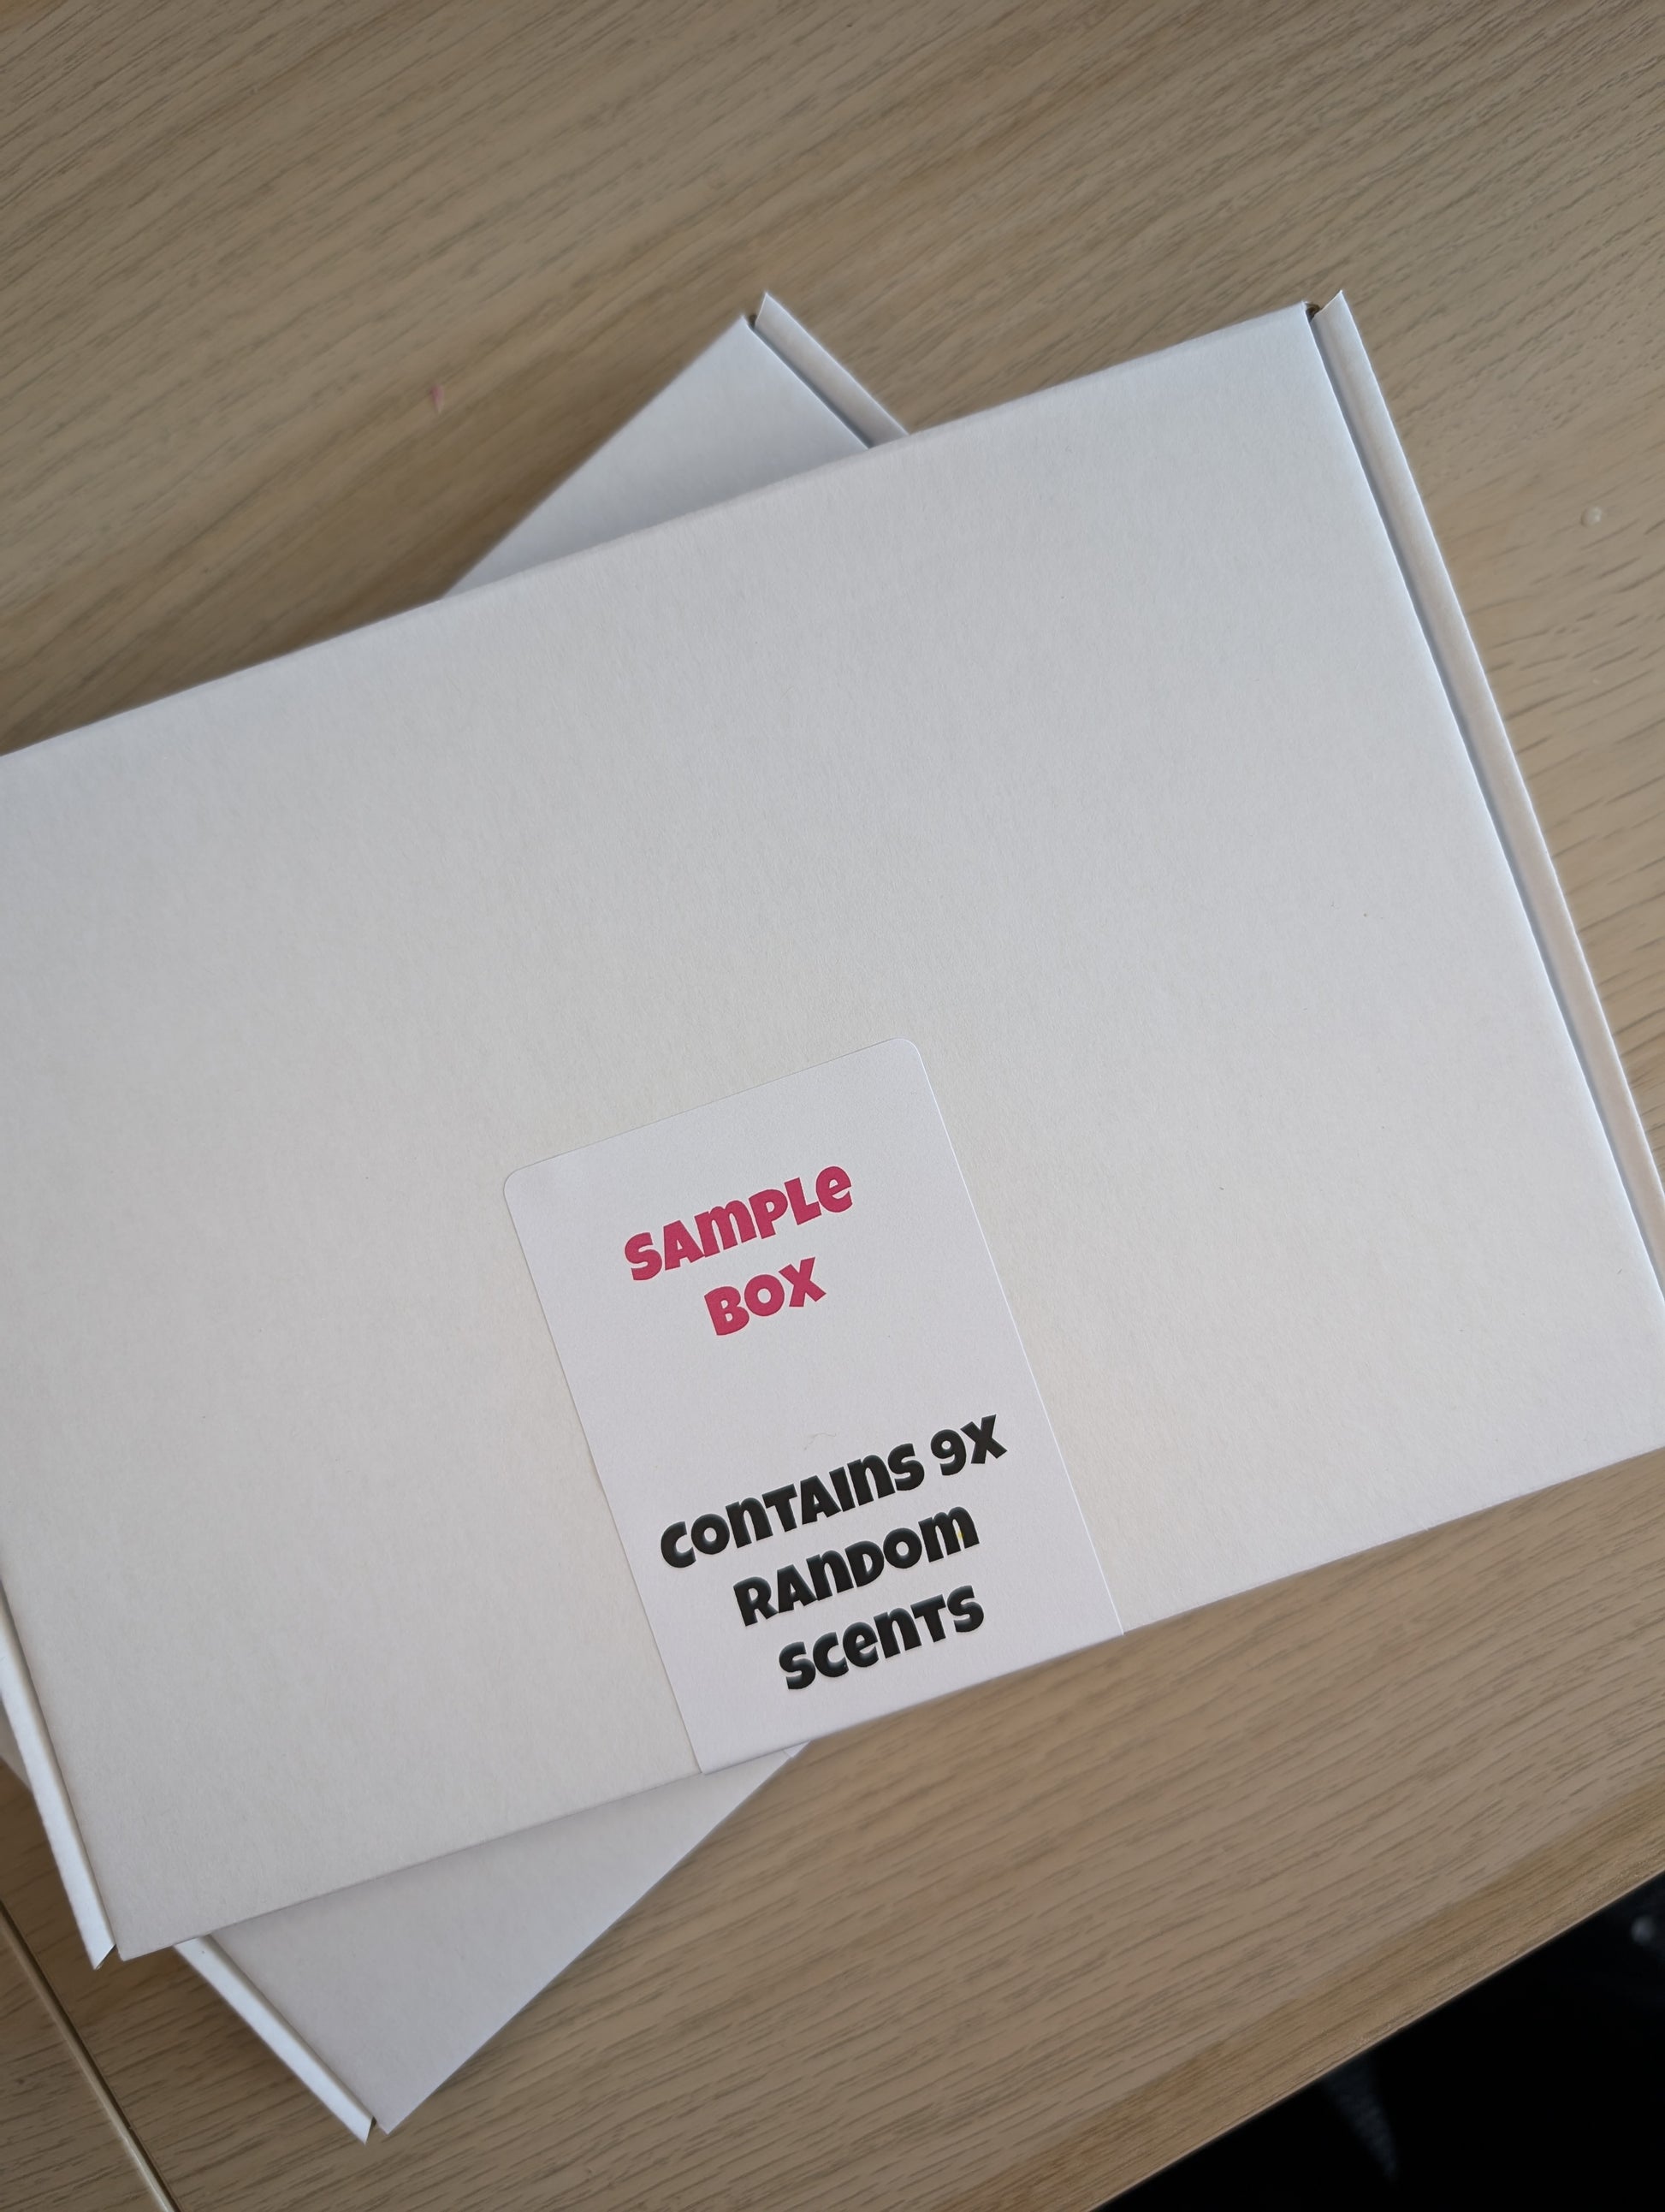 SAMPLE
BOX
CONTAINS 9X
RANDOM
SCENTS